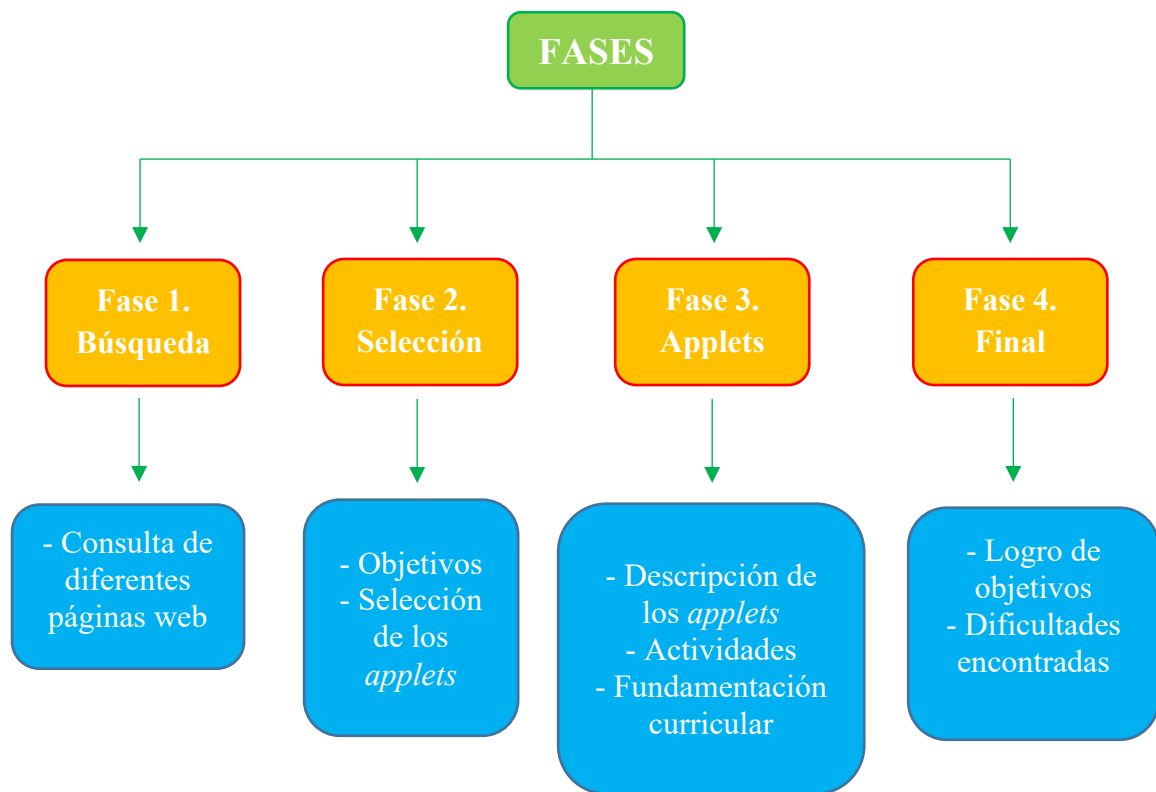 FASES
Fase 1.
Búsqueda
Fase 2.
Selección
Fase 3.
Applets
Fase 4.
Final
- Consulta de
diferentes
páginas web
- Objetivos
- Selección
de los
applets
- Descripción de
los applets
- Actividades
- Fundamentación
curricular
- Logro de
objetivos
- Dificultades
encontradas